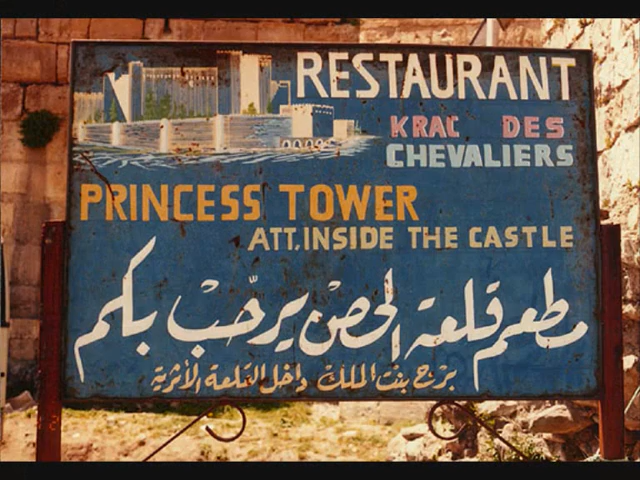 RESTAURANT
KRAC DES
CHEVALIERS
PRINCESS TOWER
ATT, INSIDE THE CASTLE
مطعم قلعة الحصن يرحّب بكم
برج بنت الملك داخل القلعة الأثرية